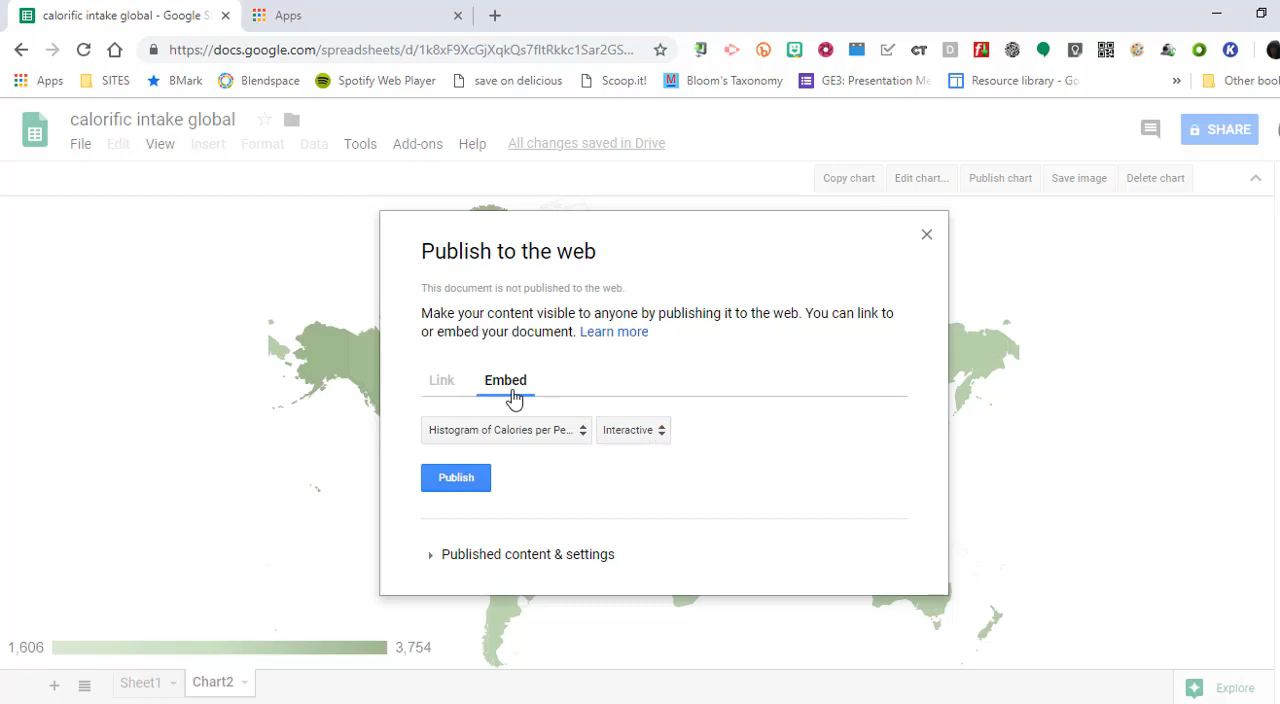 calorific intake global - Google S
Apps
https://docs.google.com/spreadsheets/d/1k8xF9XcGjXqkQs7fltRkkc1Sar2GS...
Apps
SITES
BMark
Blendspace
Spotify Web Player
save on delicious
Scoop.it!
Bloom's Taxonomy
GE3: Presentation Me
Resource library - Go
»
Other book
calorific intake global
SHARE
File Edit View Insert Format Data Tools Add-ons Help All changes saved in Drive
Copy chart
Edit chart...
Publish chart
Save image
Delete chart
Publish to the web
This document is not published to the web.
Make your content visible to anyone by publishing it to the web. You can link to
or embed your document. Learn more
Link Embed
Histogram of Calories per Pe...
Interactive
Publish
Published content & settings
1,606
3,754
Sheet1
Chart2
Explore